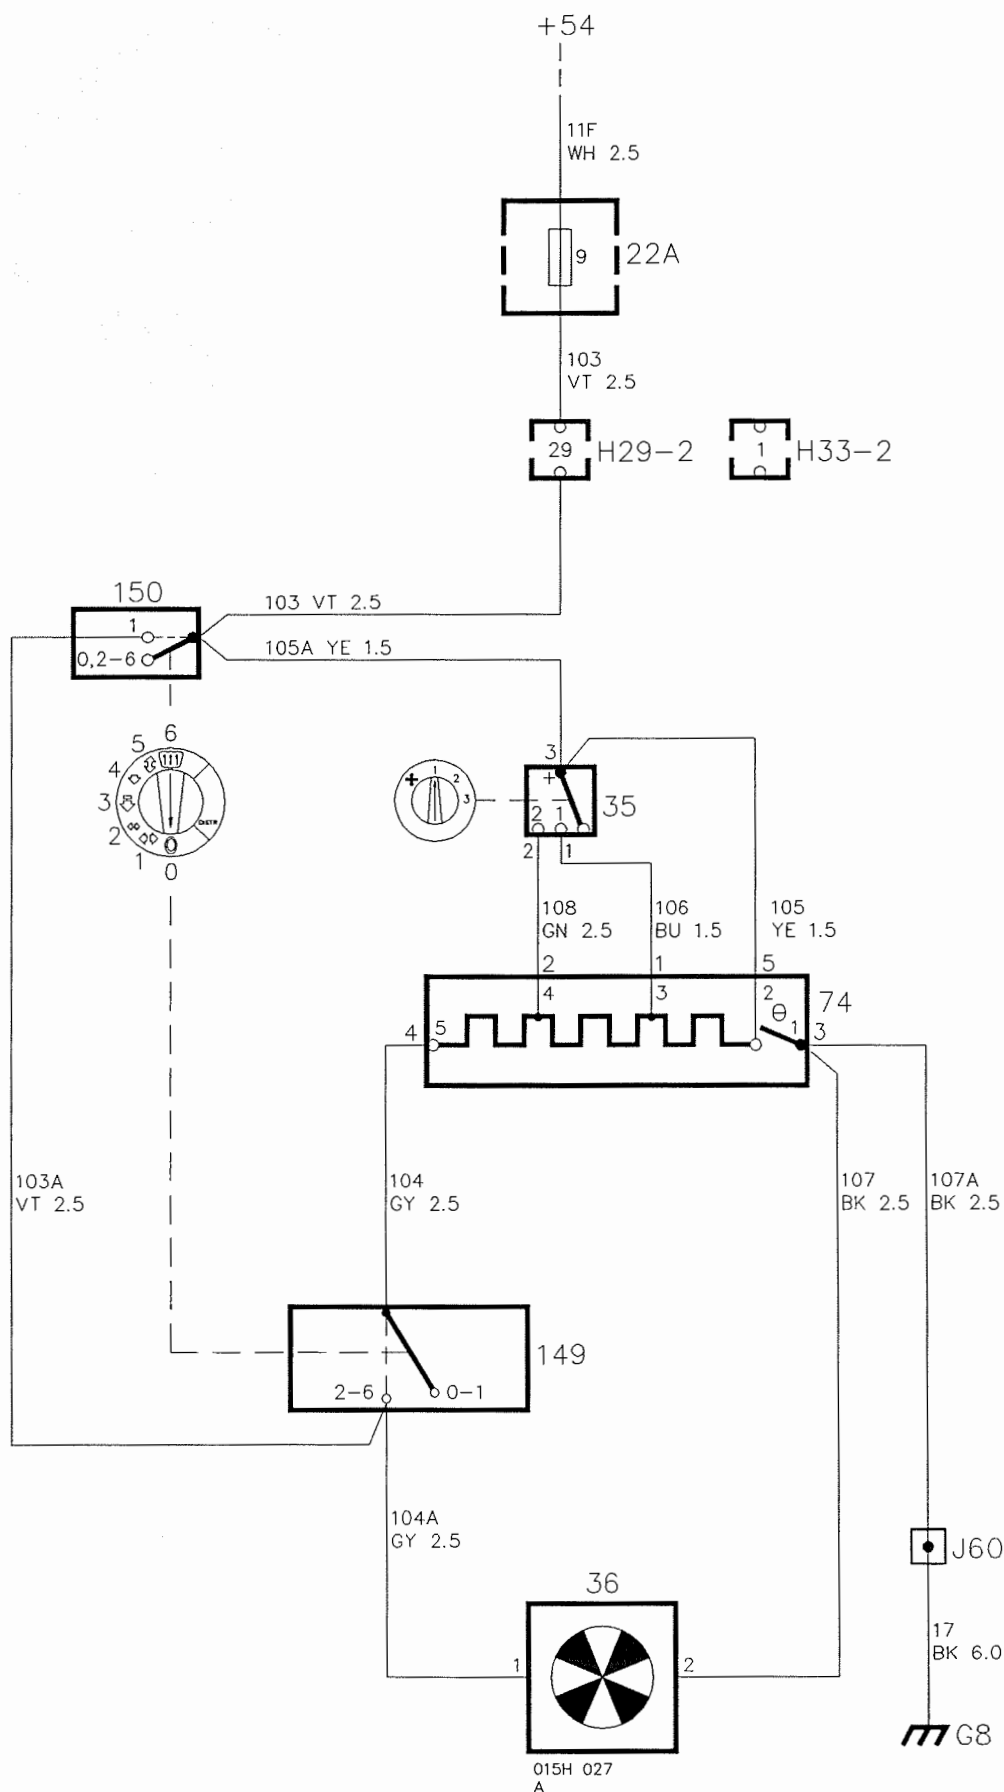 +54
11F
WH 2.5
9
22A
103
VT 2.5
29
H29-2
1
H33-2
150
103 VT 2.5
1
0,2-6
105A YE 1.5
6
5
4
3
2
1
0
DISTR
+
1
2
3
3
+
35
2
1
2
1
108
GN 2.5
106
BU 1.5
105
YE 1.5
2
1
5
4
3
2
74
θ
4
5
1
3
103A
VT 2.5
104
GY 2.5
107
BK 2.5
107A
BK 2.5
149
2-6
0-1
104A
GY 2.5
J60
36
17
BK 6.0
1
2
G8
015H 027
A